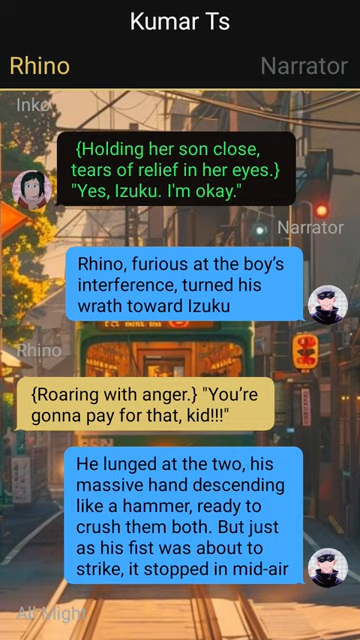 Kumar Ts
Rhino
Narrator
Inko
{Holding her son close,
tears of relief in her eyes.}
"Yes, Izuku. I'm okay."
Narrator
Rhino, furious at the boy's
interference, turned his
wrath toward Izuku
Rhino
{Roaring with anger.} "You're
gonna pay for that, kid!!!"
He lunged at the two, his
massive hand descending
like a hammer, ready to
crush them both. But just
as his fist was about to
strike, it stopped in mid-air
All Might